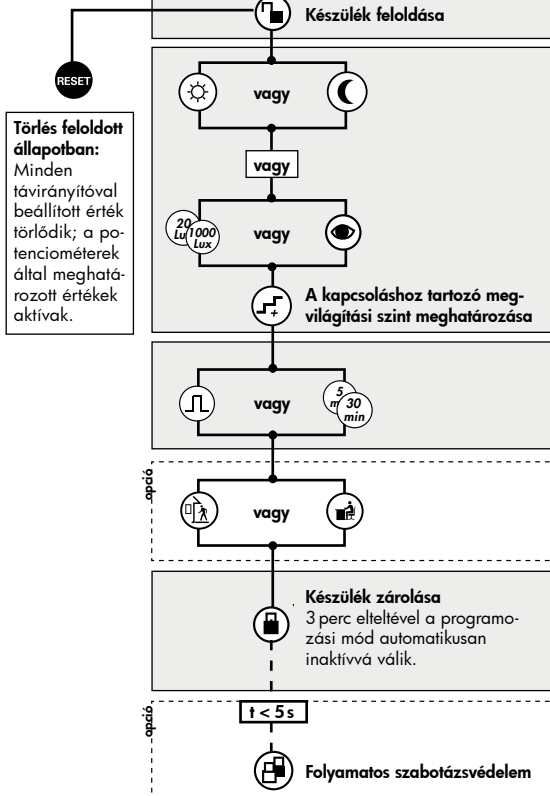 Készülék feloldása
RESET
Törlés feloldott
állapotban:
Minden
távirányítóval
beállított érték
törlődik; a po-
tenciométerek
által meghatá-
rozott értékek
aktívak.
vagy
vagy
20
Lu
1000
Lux
vagy
A kapcsoláshoz tartozó meg-
világítási szint meghatározása
vagy
5
m
30
min
opció
vagy
Készülék zárolása
3 perc elteltével a programo-
zási mód automatikusan
inaktívvá válik.
opció
t < 5 s
Folyamatos szabotázsvédelem